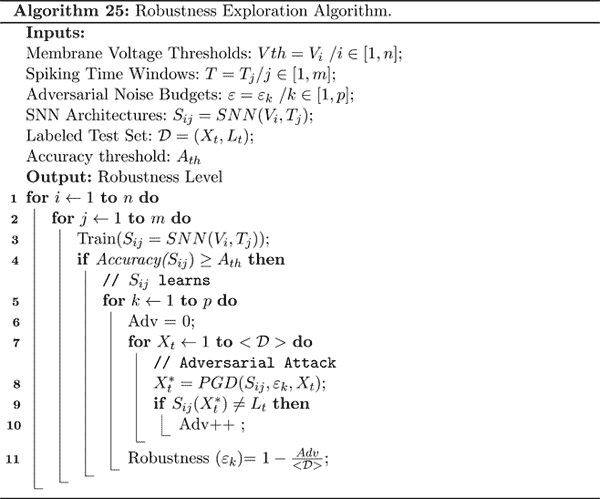 Algorithm 25: Robustness Exploration Algorithm.
Inputs:
Membrane Voltage Thresholds: Vth = V_i /i ∈ [1, n];
Spiking Time Windows: T = T_j/j ∈ [1, m];
Adversarial Noise Budgets: ε = ε_k /k ∈ [1, p];
SNN Architectures: S_ij = SNN(V_i, T_j);
Labeled Test Set: 𝒟 = (X_t, L_t);
Accuracy threshold: A_th
Output: Robustness Level
1 for i ← 1 to n do
2 for j ← 1 to m do
3 Train(S_ij = SNN(V_i, T_j));
4 if Accuracy(S_ij) ≥ A_th then
// S_ij learns
5 for k ← 1 to p do
6 Adv = 0;
7 for X_t ← 1 to < 𝒟 > do
// Adversarial Attack
8 X_t^* = PGD(S_ij, ε_k, X_t);
9 if S_ij(X_t^*) ≠ L_t then
10 Adv++ ;
11 Robustness (ε_k)= 1 − Adv/<𝒟>;